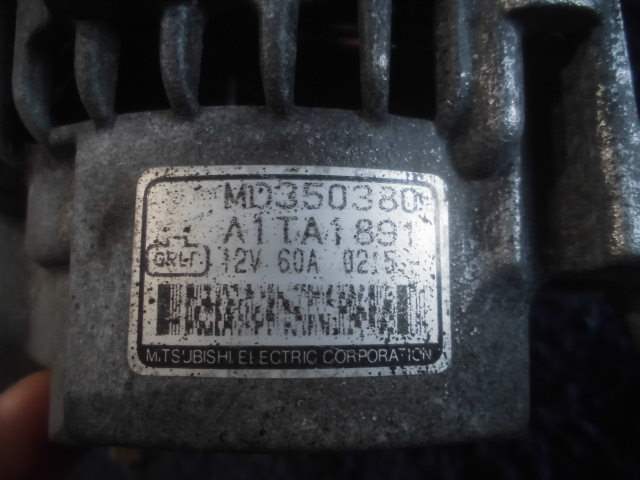 MD350380
A1TA1891
12V 60A
MITSUBISHI ELECTRIC CORPORATION